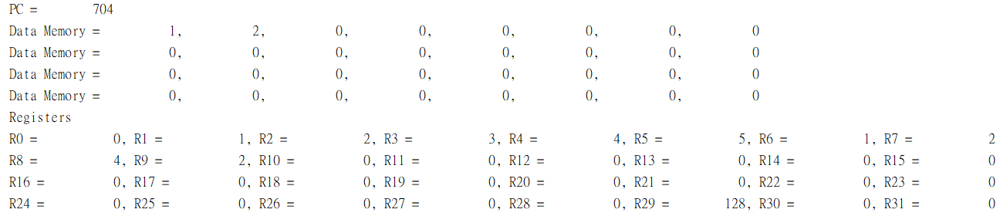 PC = 704
Data Memory = 1, 2, 0, 0, 0, 0, 0, 0
Data Memory = 0, 0, 0, 0, 0, 0, 0, 0
Data Memory = 0, 0, 0, 0, 0, 0, 0, 0
Data Memory = 0, 0, 0, 0, 0, 0, 0, 0
Registers
R0 = 0, R1 = 1, R2 = 2, R3 = 3, R4 = 4, R5 = 5, R6 = 1, R7 = 2
R8 = 4, R9 = 2, R10 = 0, R11 = 0, R12 = 0, R13 = 0, R14 = 0, R15 = 0
R16 = 0, R17 = 0, R18 = 0, R19 = 0, R20 = 0, R21 = 0, R22 = 0, R23 = 0
R24 = 0, R25 = 0, R26 = 0, R27 = 0, R28 = 0, R29 = 128, R30 = 0, R31 = 0